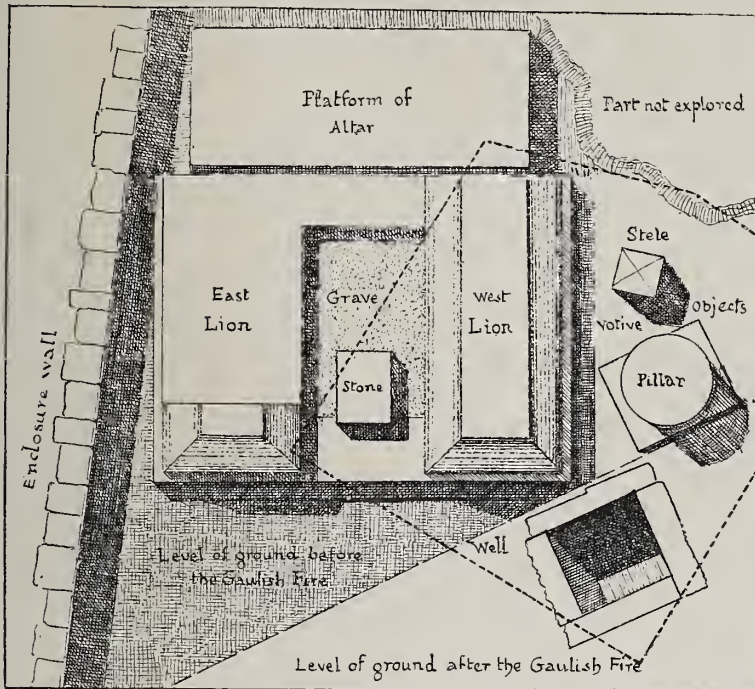 Platform of
Altar
Part not explored
Stele
East
Lion
Grave
West
Lion
votive
objects
Stone
Pillar
Enclosure wall
Well
Level of ground before
the Gaulish Fire
Level of ground after the Gaulish Fire